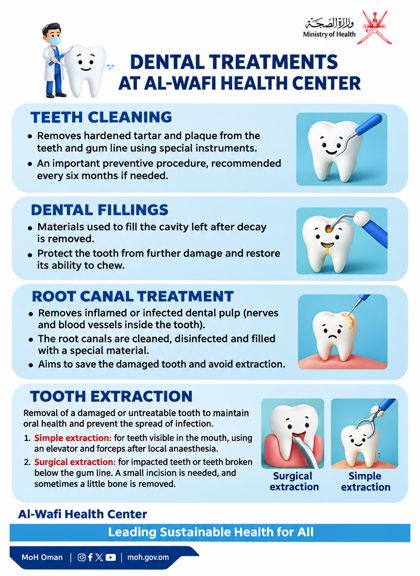 وزارة الصحة
Ministry of Health
DENTAL TREATMENTS
AT AL-WAFI HEALTH CENTER
TEETH CLEANING
• Removes hardened tartar and plaque from the
teeth and gum line using special instruments.
• An important preventive procedure, recommended
every six months if needed.
DENTAL FILLINGS
• Materials used to fill the cavity left after decay
is removed.
• Protect the tooth from further damage and restore
its ability to chew.
ROOT CANAL TREATMENT
• Removes inflamed or infected dental pulp (nerves
and blood vessels inside the tooth).
• The root canals are cleaned, disinfected and filled
with a special material.
• Aims to save the damaged tooth and avoid extraction.
TOOTH EXTRACTION
Removal of a damaged or untreatable tooth to maintain
oral health and prevent the spread of infection.
1. Simple extraction: for teeth visible in the mouth, using
an elevator and forceps after local anaesthesia.
2. Surgical extraction: for impacted teeth or teeth broken
below the gum line. A small incision is needed, and
sometimes a little bone is removed.
Surgical
extraction
Simple
extraction
Al-Wafi Health Center
Leading Sustainable Health for All
MoH Oman | moh.gov.om